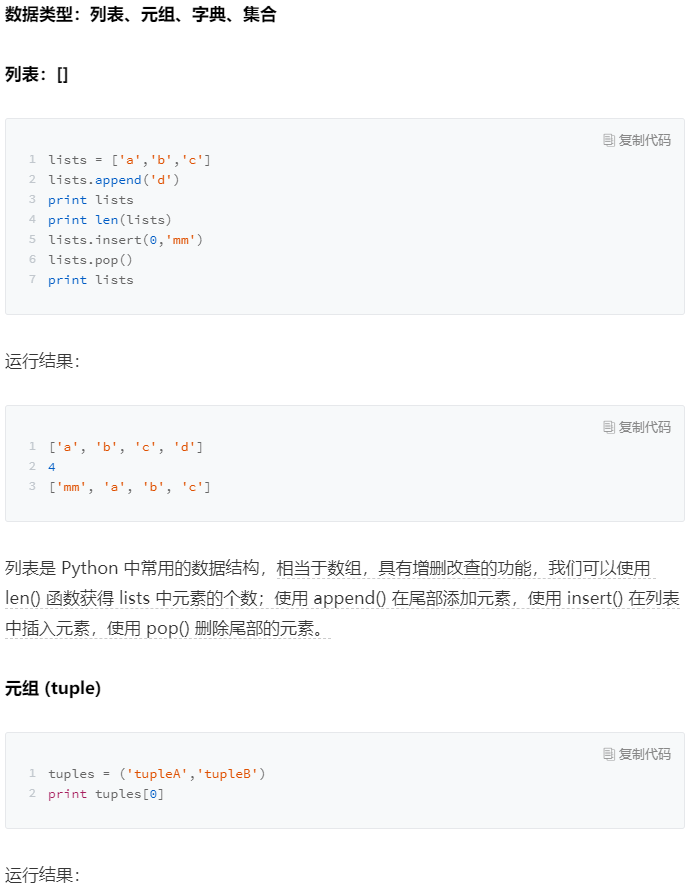 数据类型：列表、元组、字典、集合
列表：[]
复制代码
1 lists = ['a','b','c']
2 lists.append('d')
3 print lists
4 print len(lists)
5 lists.insert(0,'mm')
6 lists.pop()
7 print lists
运行结果：
复制代码
1 ['a', 'b', 'c', 'd']
2 4
3 ['mm', 'a', 'b', 'c']
列表是 Python 中常用的数据结构，相当于数组，具有增删改查的功能，我们可以使用
len() 函数获得 lists 中元素的个数；使用 append() 在尾部添加元素，使用 insert() 在列表
中插入元素，使用 pop() 删除尾部的元素。
元组 (tuple)
复制代码
1 tuples = ('tupleA','tupleB')
2 print tuples[0]
运行结果：